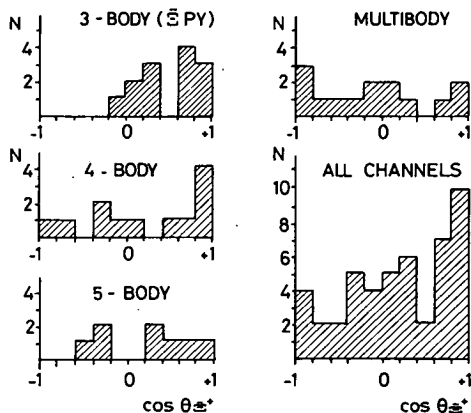 N 3 - BODY (Ξ̄ PY)
4
2
-1 0 +1
N 4 - BODY
4
2
-1 0 +1
5 - BODY
2
-1 0 +1
cos θΞ̄⁺
N MULTIBODY
4
2
-1 0 +1
N ALL CHANNELS
10
8
6
4
2
-1 0 +1
cos θΞ̄⁺